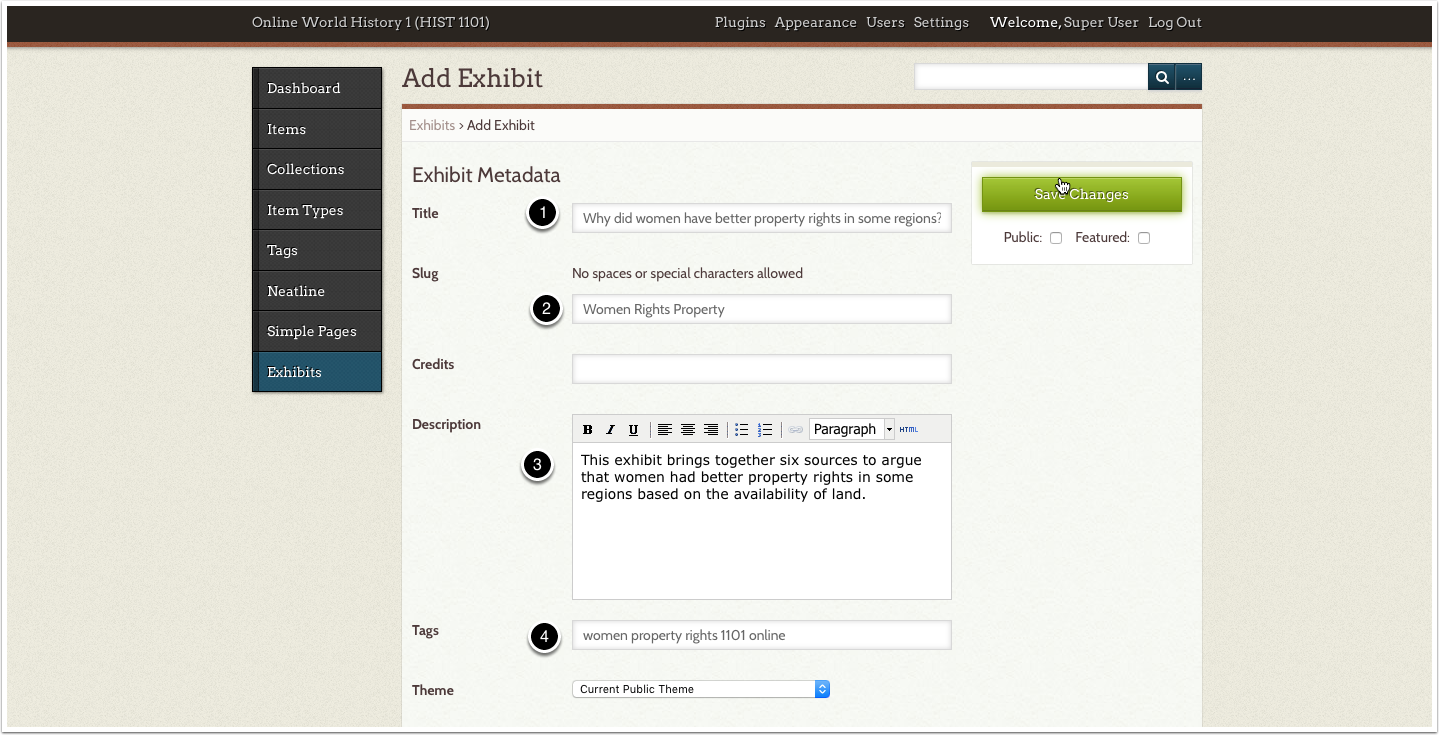 Online World History 1 (HIST 1101)
Plugins Appearance Users Settings Welcome, Super User Log Out
Dashboard
Items
Collections
Item Types
Tags
Neatline
Simple Pages
Exhibits
Add Exhibit
...
Exhibits › Add Exhibit
Exhibit Metadata
Title
1
Why did women have better property rights in some regions?
Slug
No spaces or special characters allowed
2
Women Rights Property
Credits
Description
B I U Paragraph HTML
3
This exhibit brings together six sources to argue
that women had better property rights in some
regions based on the availability of land.
Tags
4
women property rights 1101 online
Theme
Current Public Theme
Save Changes
Public: Featured: